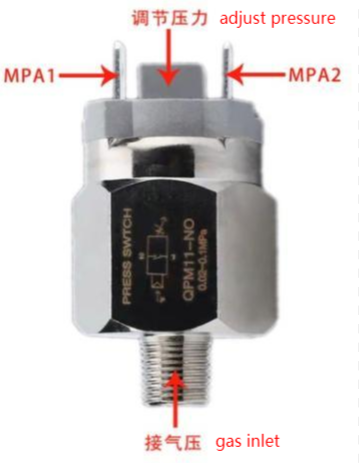 调节压力 adjust pressure
MPA1
MPA2
PRESS SWTCH
QPM11-NO
0.02~0.1MPa
接气压 gas inlet